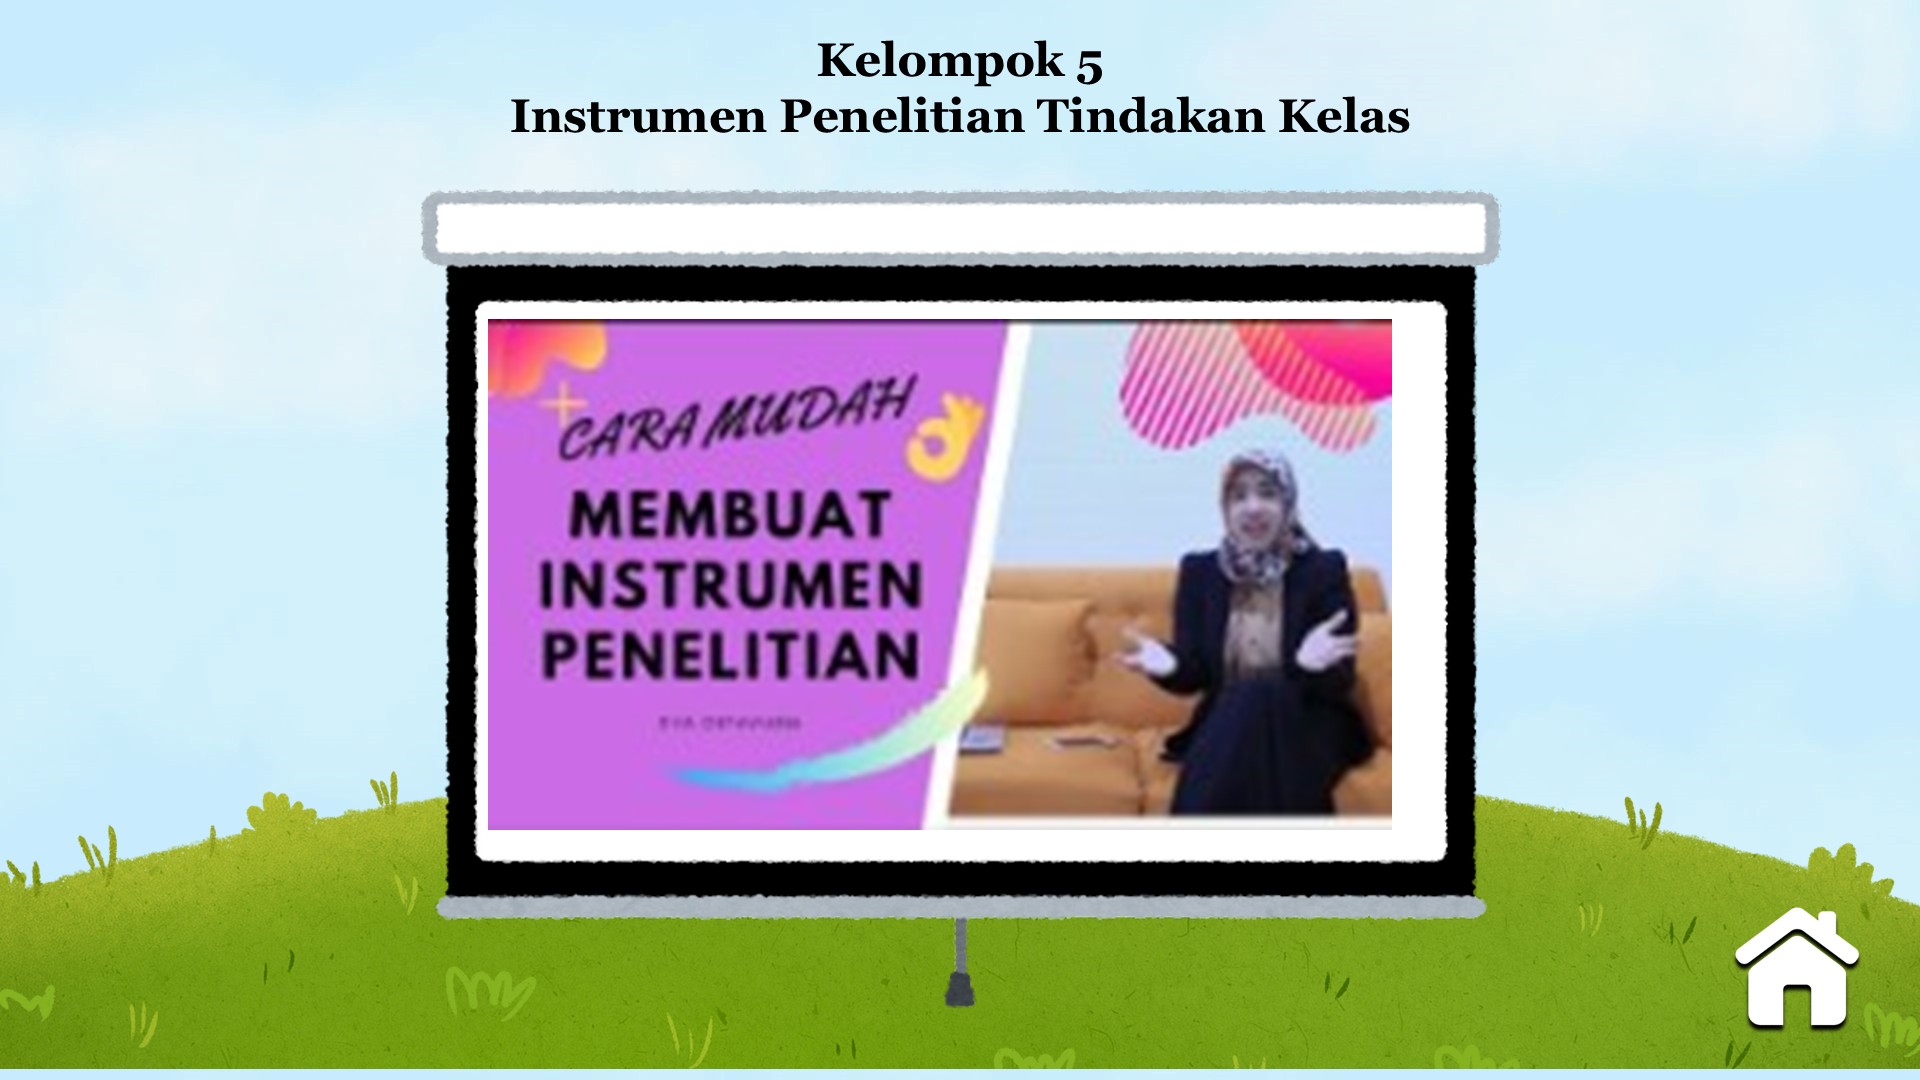 Kelompok 5
Instrumen Penelitian Tindakan Kelas
CARA MUDAH
MEMBUAT
INSTRUMEN
PENELITIAN